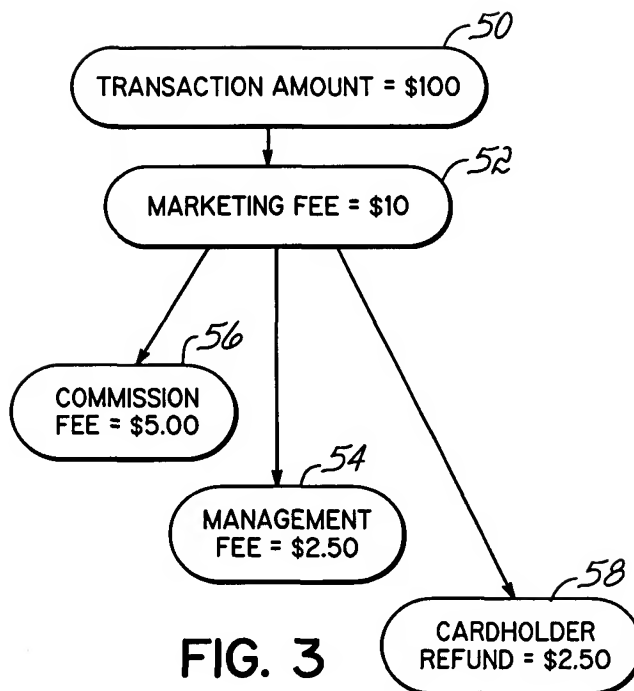 50
TRANSACTION AMOUNT = $100
52
MARKETING FEE = $10
56
COMMISSION
FEE = $5.00
54
MANAGEMENT
FEE = $2.50
58
CARDHOLDER
REFUND = $2.50
FIG. 3